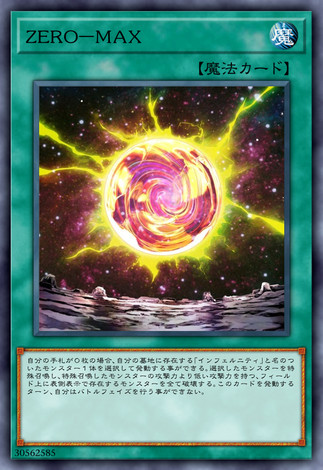 ZERO-MAX
魔
【魔法カード】
自分の手札が0枚の場合、自分の墓地に存在する「インフェルニティ」と名のつ
いたモンスター1体を選択して発動する事ができる。選択したモンスターを特
殊召喚し、特殊召喚したモンスターの攻撃力より低い攻撃力を持つ、フィール
ド上に表側表示で存在するモンスターを全て破壊する。このカードを発動する
ターン、自分はバトルフェイズを行う事ができない。
30562585